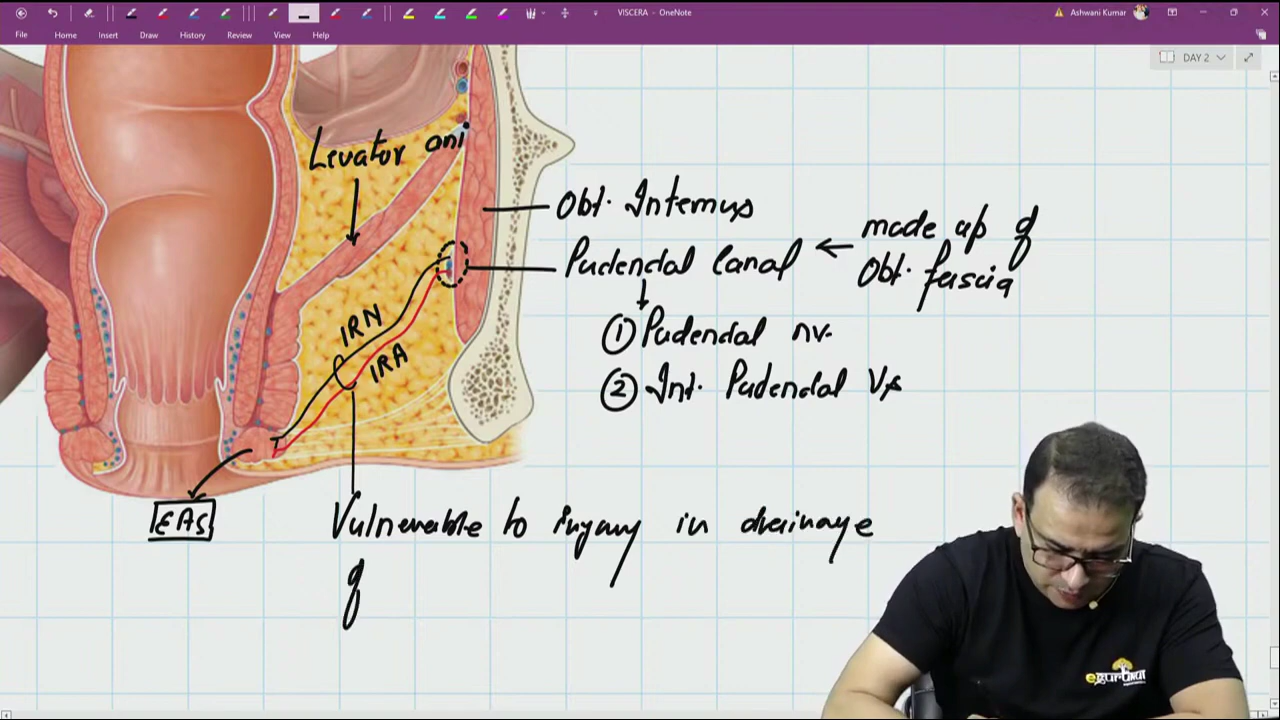 VISCERA - OneNote
Ashwani Kumar
File Home Insert Draw History Review View Help
DAY 2
Levator ani
Obt. Internus
Pudendal Canal ← made up of
Obt. fascia
① Pudendal nv.
② Int. Pudendal Vs
IRN
IRA
EAS
Vulnerable to injury in drainage
of
egurukul